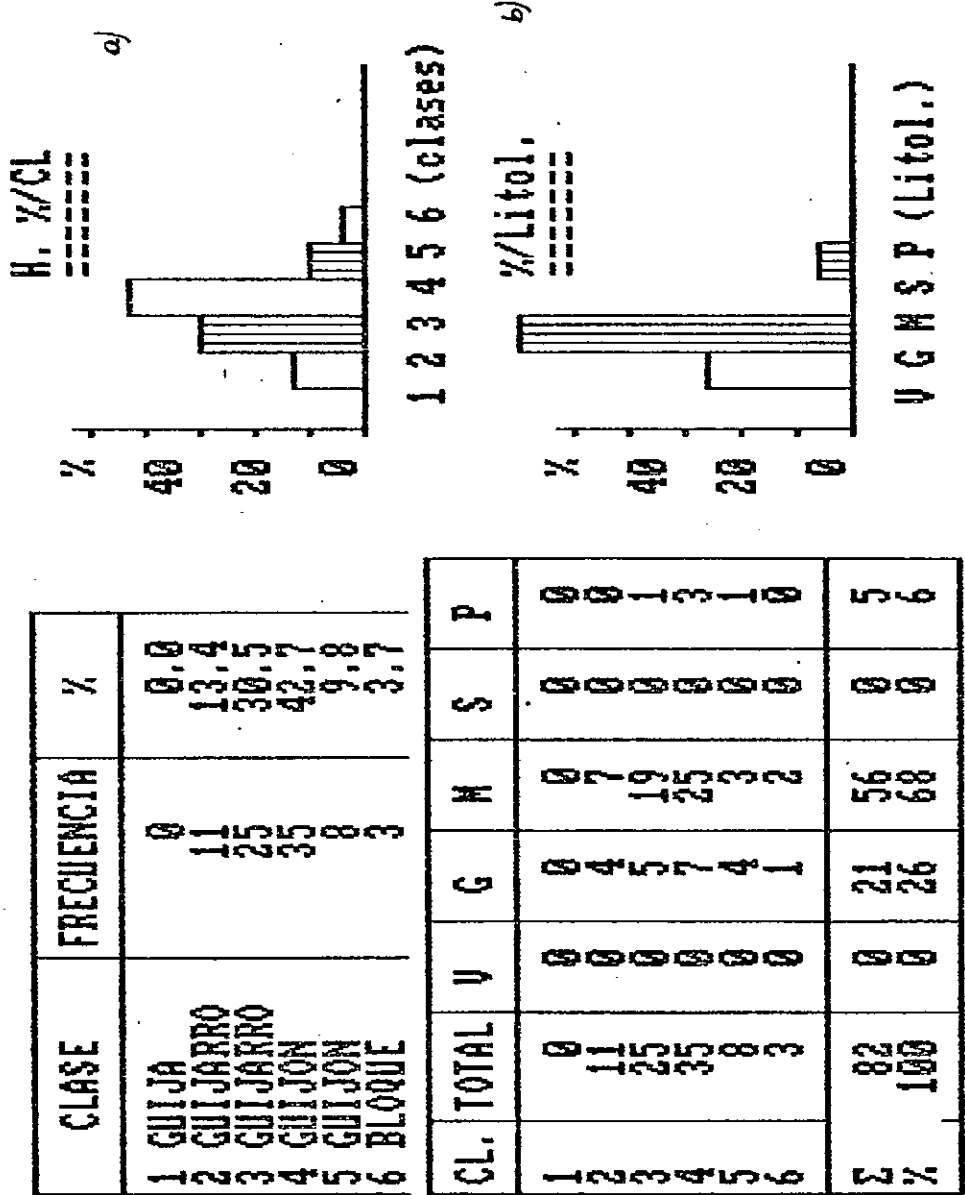 CLASE FRECUENCIA %
1 GUIJA 0 0,0
2 GUIJARRO 11 13,4
3 GUIJARRO 25 30,5
4 GUIJON 35 42,7
5 GUIJON 8 9,8
6 BLOQUE 3 3,7
CL. TOTAL V G M S P
1 0 0 0 0 0 0
2 11 0 4 7 0 0
3 25 0 5 19 0 1
4 35 0 7 25 0 3
5 8 0 4 3 0 1
6 3 0 1 2 0 0
Σ 82 0 21 56 0 5
% 100 0 26 68 0 6
H. %/CL
a)
%
40
20
0
1 2 3 4 5 6 (clases)
%/Litol.
b)
%
40
20
0
V G M S P (Litol.)